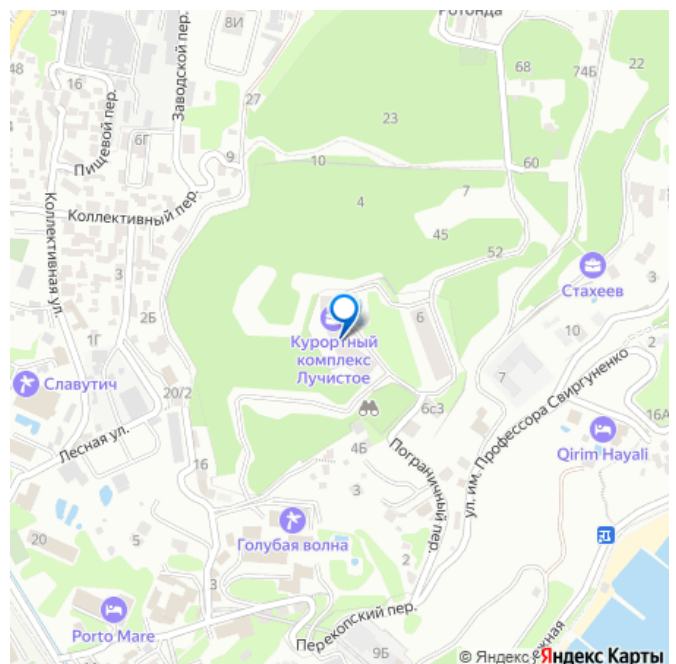 Ротонда
8И
48
16
Заводской пер.
Пищевой пер.
68
74Б
22
27
23
6Г
9
10
60
4
7
Коллективный пер.
Коллективная ул.
45
52
3
Стахеев
3
2Б
1Г
6
10
2
Курортный
комплекс
Лучистое
7
Славутич
20/2
ул. им. Профессора Свиргуненко
6с3
16А
Лесная ул.
16
4Б
Qirim Hayali
Пограничный пер.
3
Голубая волна
20
5
2
3
Porto Mare
Перекопский пер.
9Б
© Яндекс
Яндекс Карты